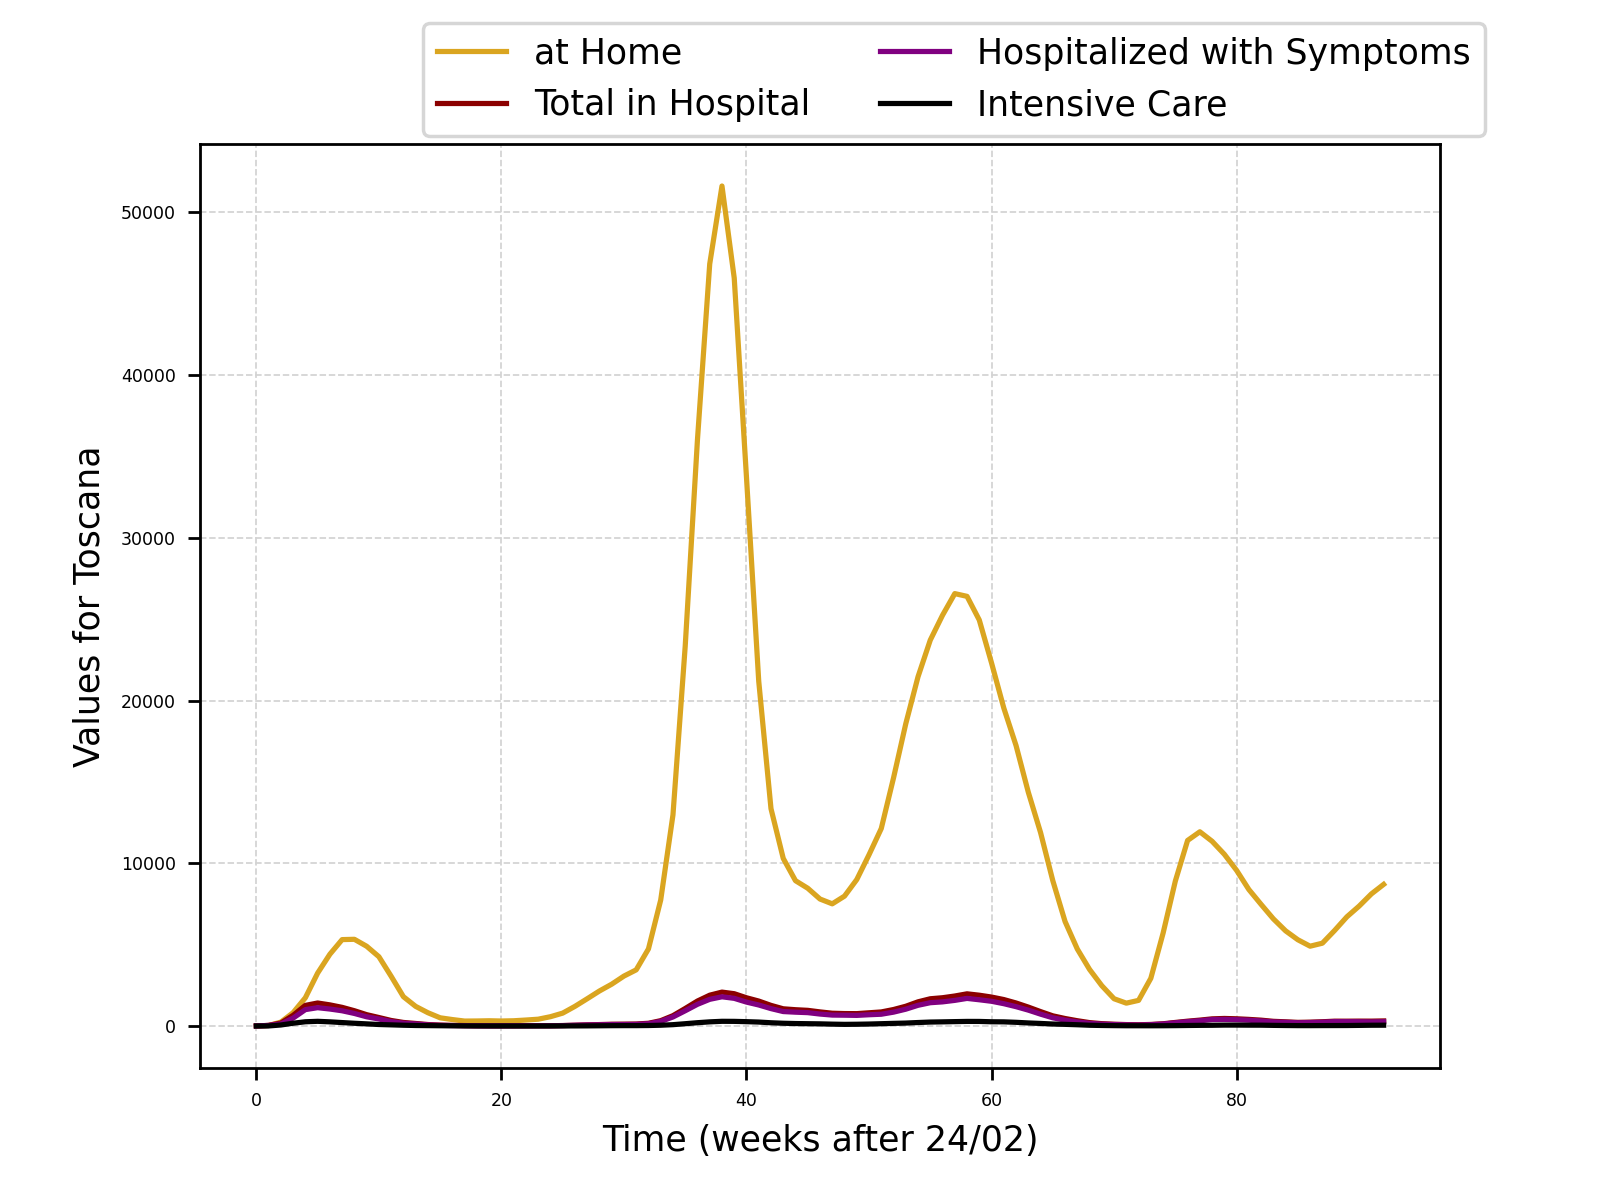 at Home
Total in Hospital
Hospitalized with Symptoms
Intensive Care
Values for Toscana
50000
40000
30000
20000
10000
0
0 20 40 60 80
Time (weeks after 24/02)